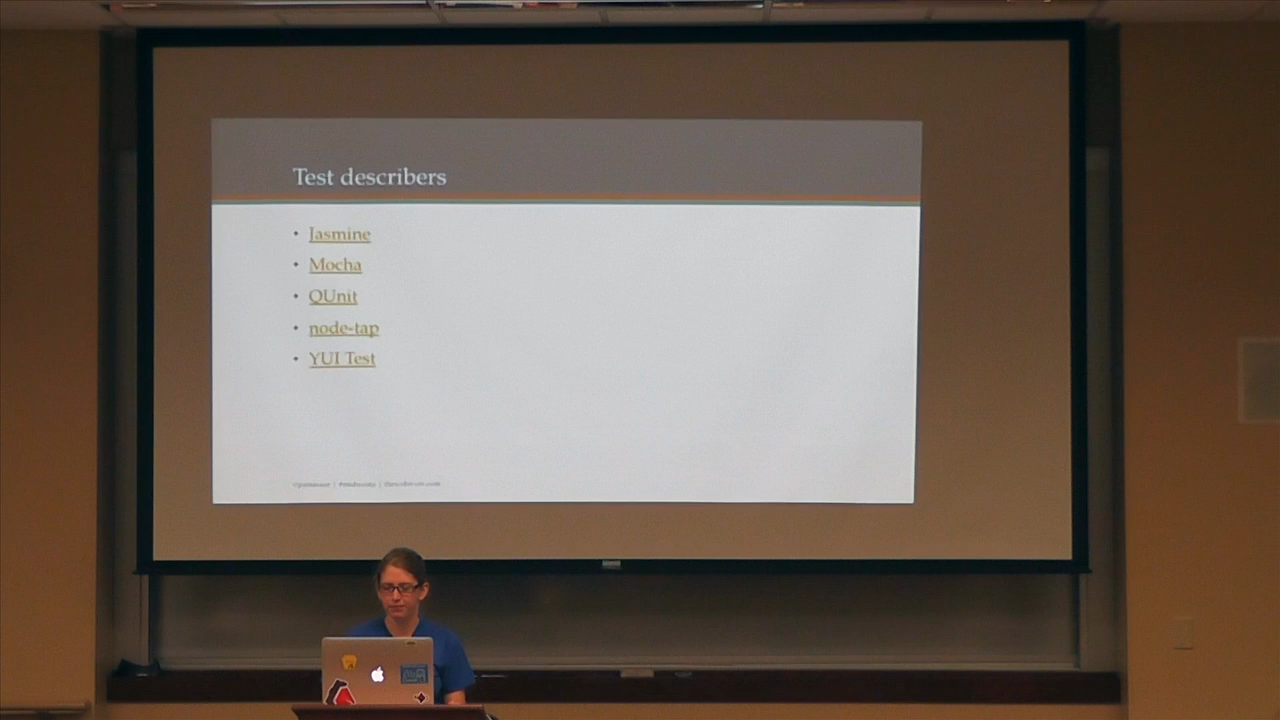 Test describers
• Jasmine
• Mocha
• QUnit
• node-tap
• YUI Test